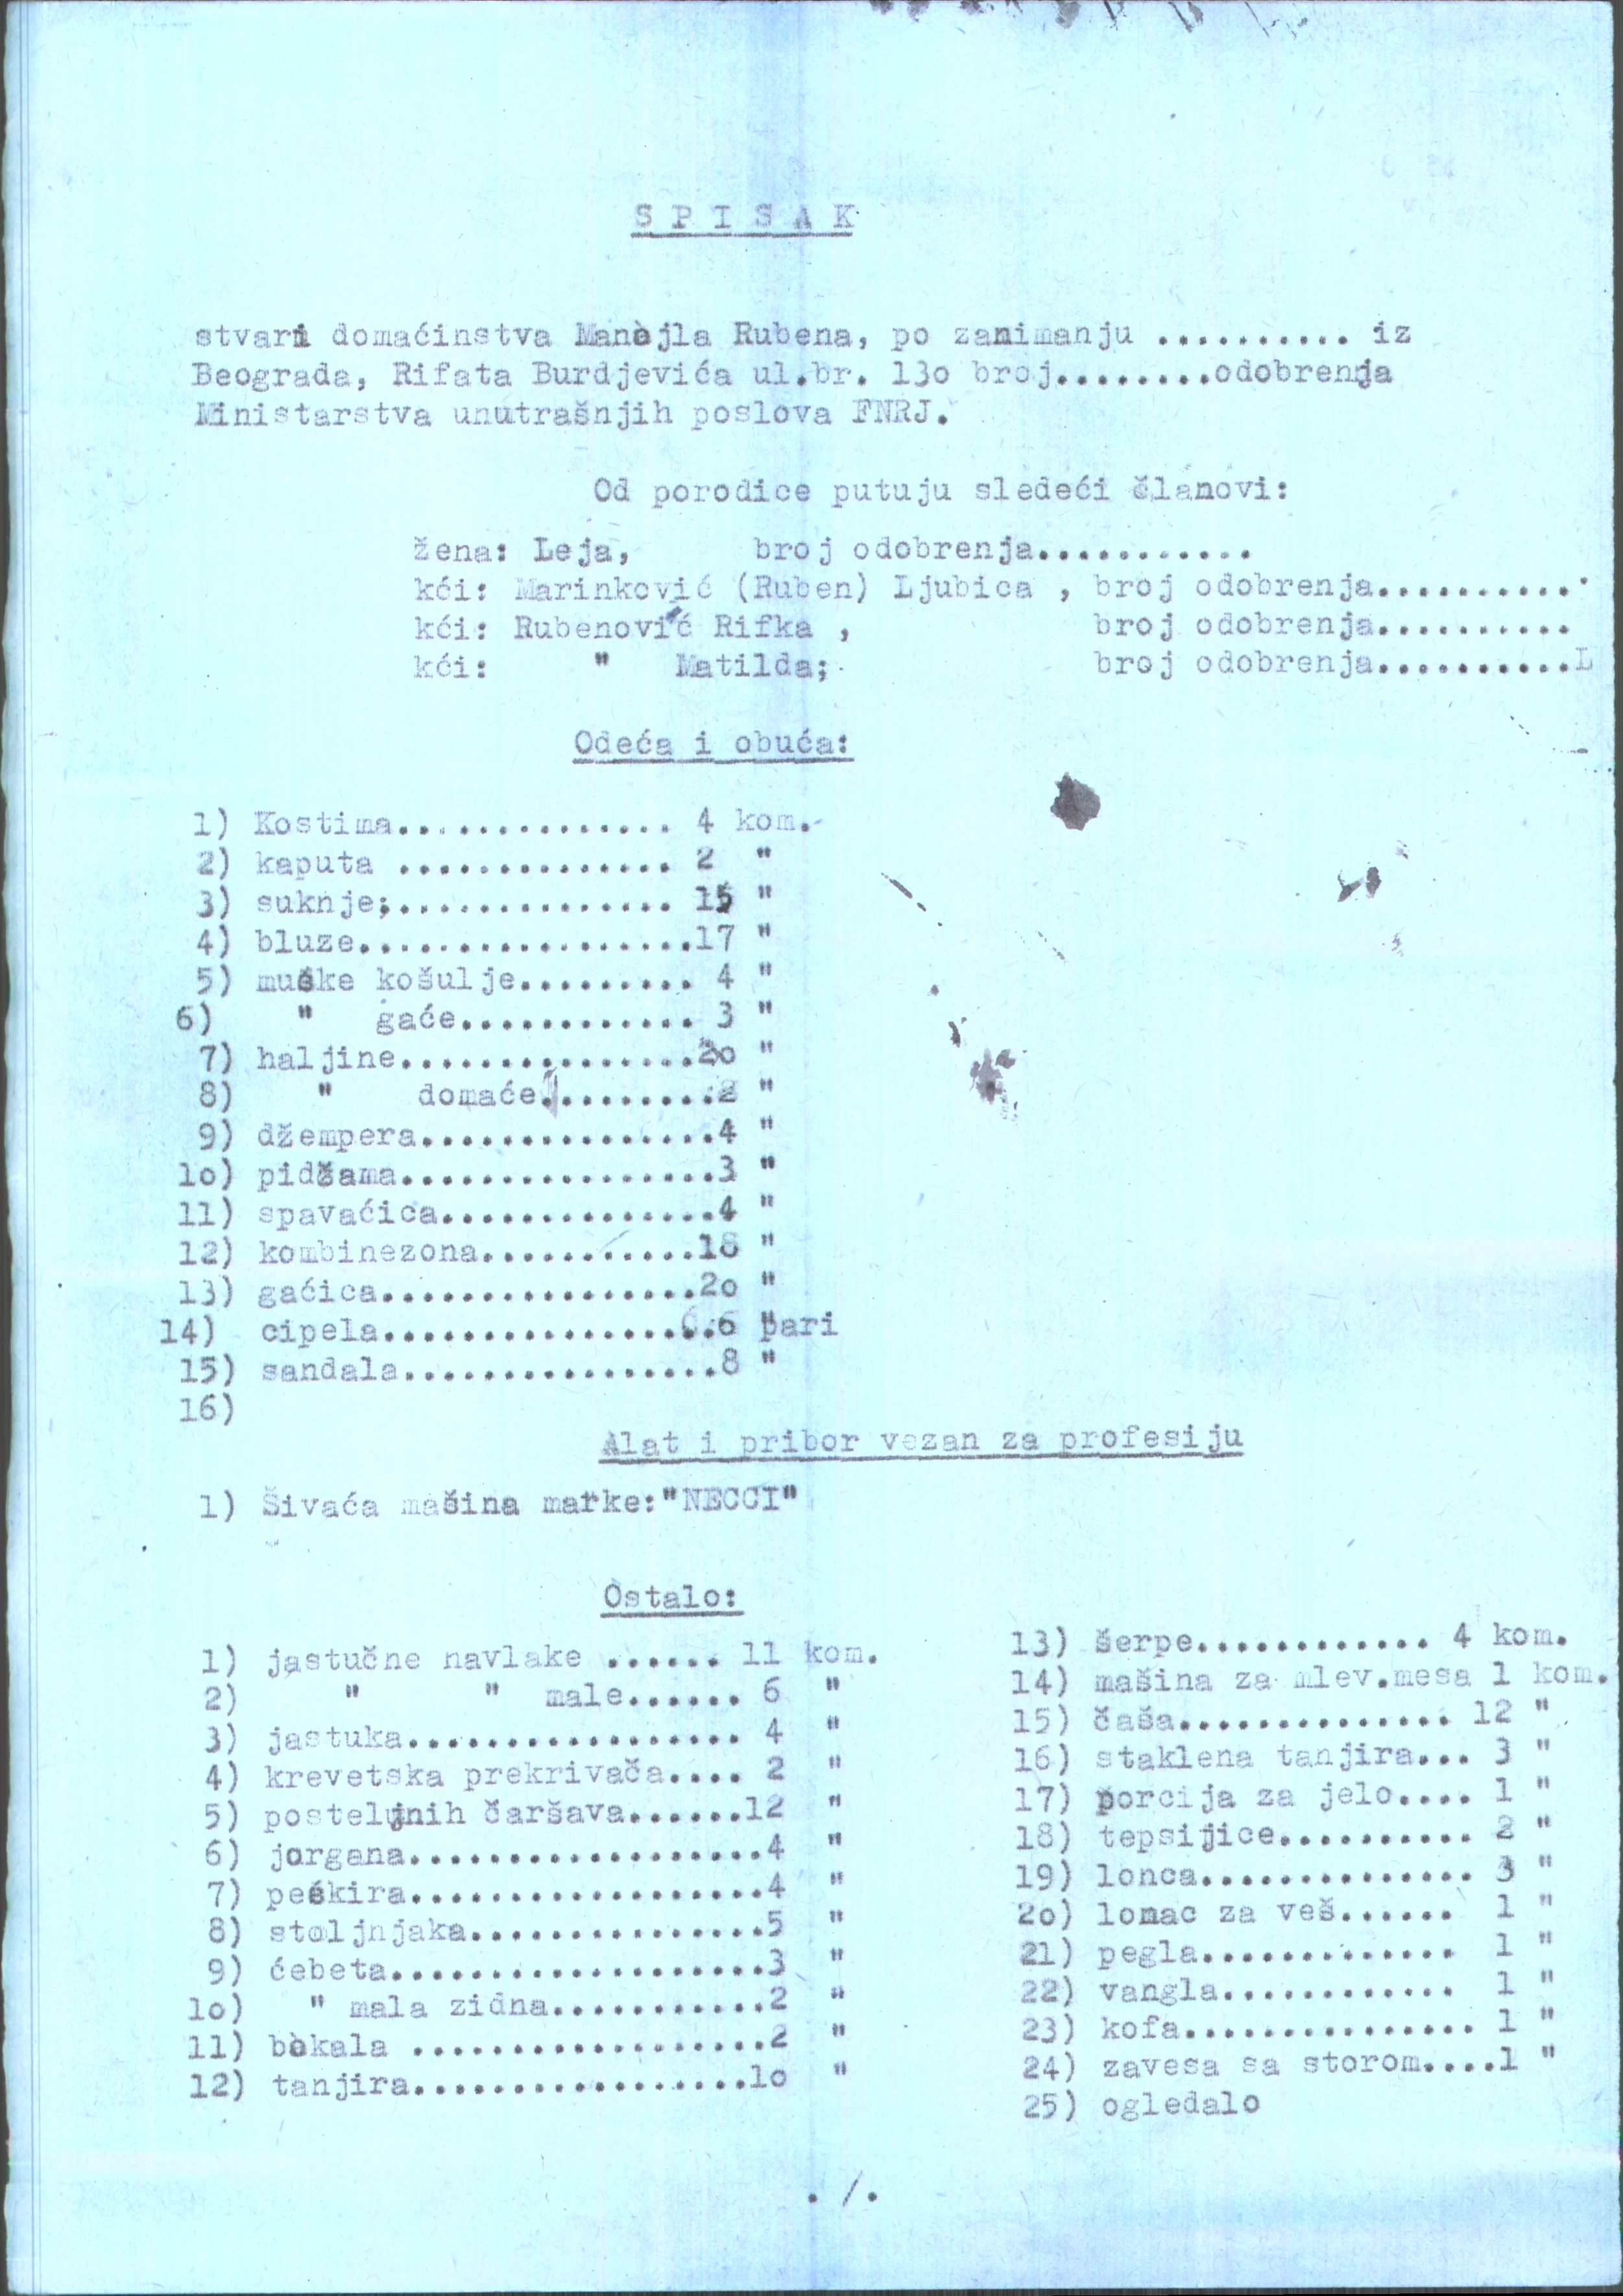 S P I S A K
stvari domaćinstva Manojla Rubena, po zanimanju .......... iz
Beograda, Rifata Burdjevića ul.br. 13o broj........odobrenja
Ministarstva unutrašnjih poslova FNRJ.
Od porodice putuju sledeći članovi:
žena: Leja, broj odobrenja...........
kći: Marinković (Ruben) Ljubica , broj odobrenja..........
kći: Rubenović Rifka , broj odobrenja..........
kći: " Matilda; broj odobrenja..........L
Odeća i obuća:
1) Kostima.............. 4 kom.
2) kaputa .............. 2 "
3) suknje;.............. 15 "
4) bluze.................17 "
5) muške košulje......... 4 "
6) " gaće............ 3 "
7) haljine...............2o "
8) " domaće.........2 "
9) džempera...............4 "
1o) pidžama................3 "
11) spavaćica..............4 "
12) kombinezona...........18 "
13) gaćica................2o "
14) cipela.................6 pari
15) sandala................8 "
16)
Alat i pribor vezan za profesiju
1) Šivaća mašina marke:"NECCI"
Ostalo:
1) jastučne navlake ...... 11 kom.
2) " " male...... 6 "
3) jastuka................. 4 "
4) krevetska prekrivača.... 2 "
5) posteljnih čaršava......12 "
6) jorgana..................4 "
7) peškira..................4 "
8) stoljnjaka...............5 "
9) ćebeta...................3 "
1o) " mala zidna...........2 "
11) bokala ..................2 "
12) tanjira.................1o "
13) šerpe............ 4 kom.
14) mašina za mlev.mesa 1 kom.
15) čaša.............. 12 "
16) staklena tanjira... 3 "
17) porcija za jelo.... 1 "
18) tepsijice.......... 2 "
19) lonca.............. 3 "
2o) lonac za veš...... 1 "
21) pegla............. 1 "
22) vangla............ 1 "
23) kofa............... 1 "
24) zavesa sa storom....1 "
25) ogledalo
./.